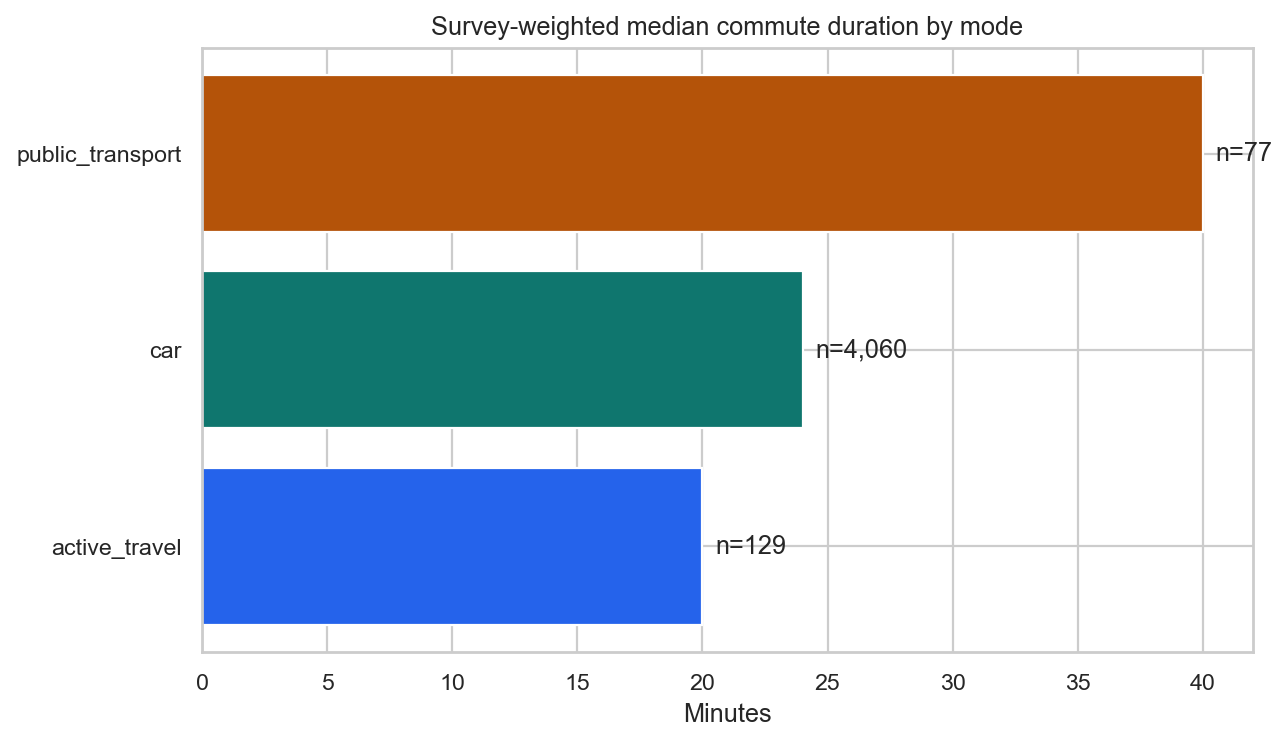 Survey-weighted median commute duration by mode
public_transport
n=77
car
n=4,060
active_travel
n=129
0 5 10 15 20 25 30 35 40
Minutes